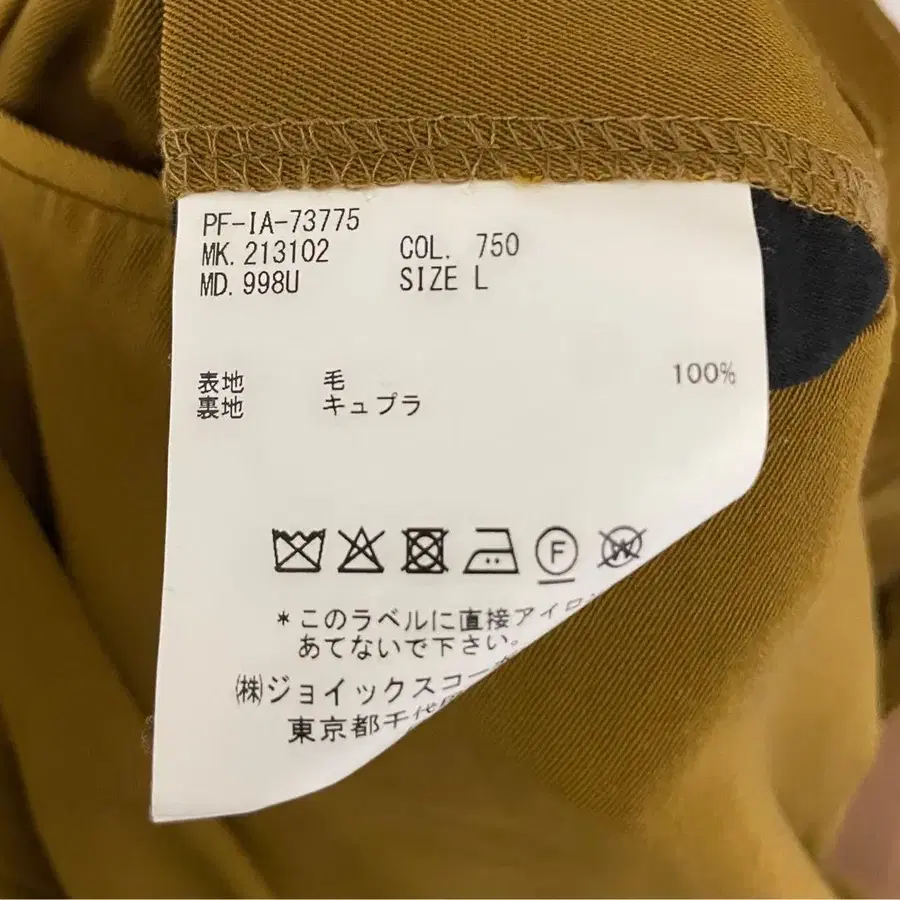 PF-IA-73775
MK. 213102 COL. 750
MD. 998U SIZE L
表地 毛 100%
裏地 キュプラ
F W
*このラベルに直接アイロン
あてないで下さい。
㈱ジョイックスコー
東京都千代